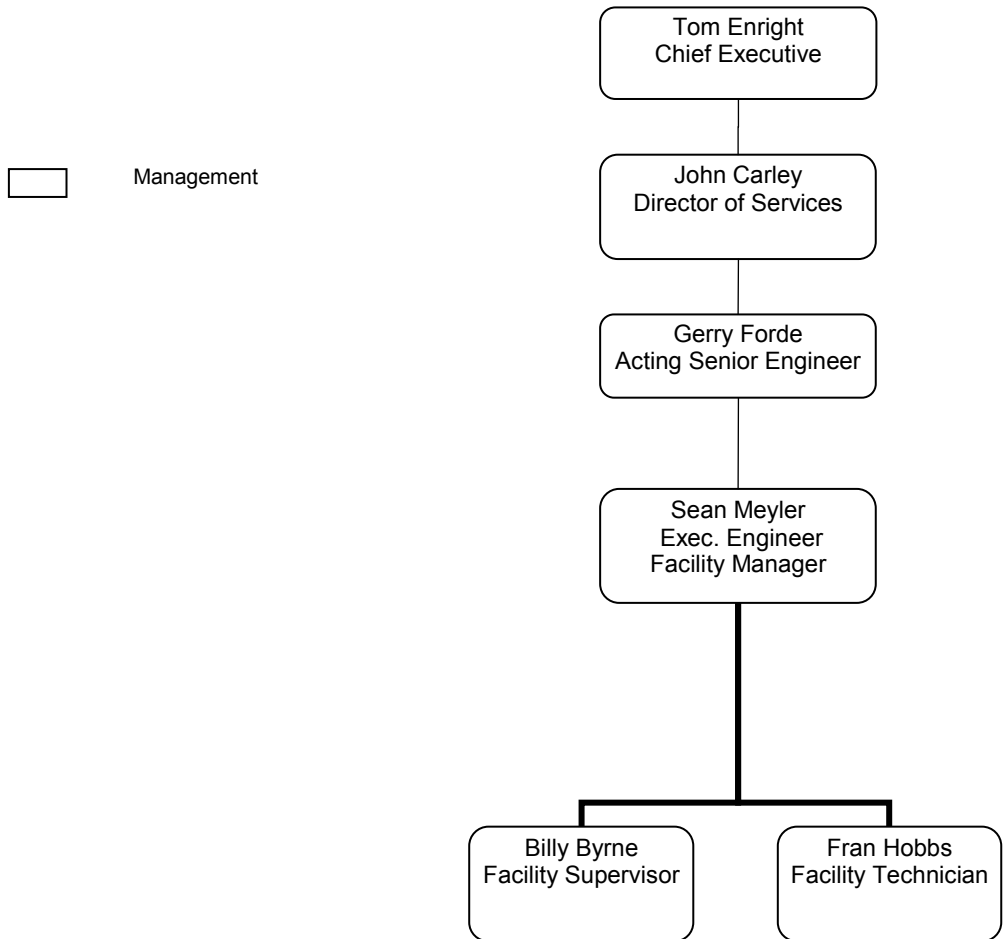 Tom Enright
Chief Executive
Management
John Carley
Director of Services
Gerry Forde
Acting Senior Engineer
Sean Meyler
Exec. Engineer
Facility Manager
Billy Byrne
Facility Supervisor
Fran Hobbs
Facility Technician